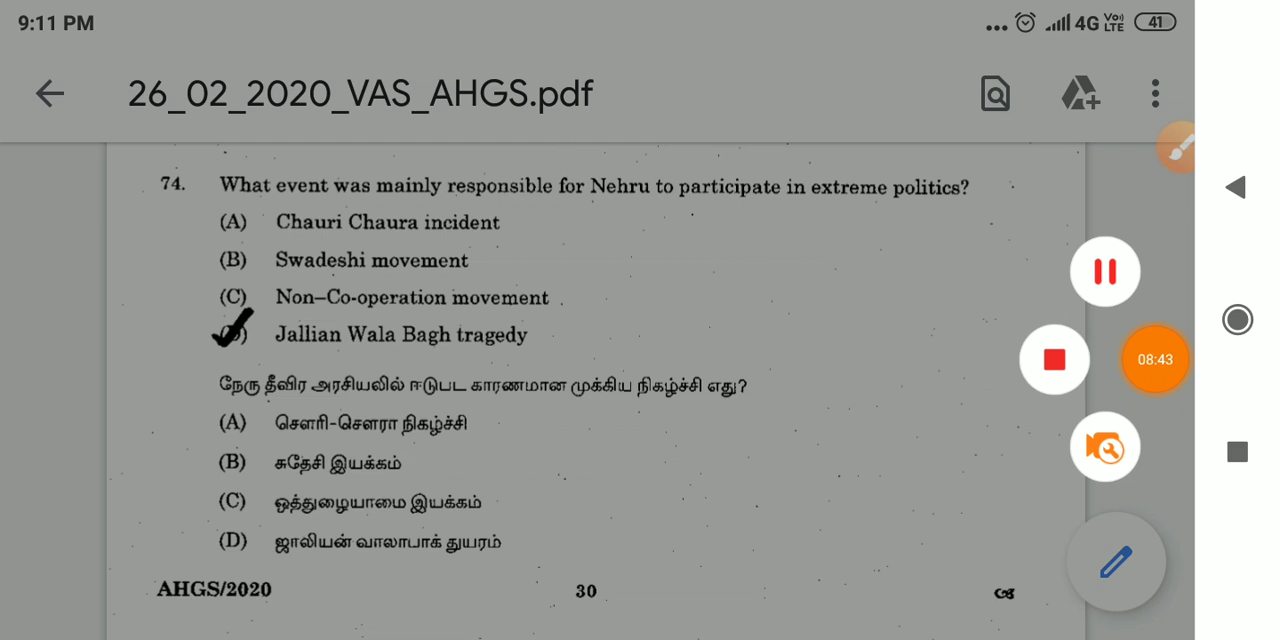 9:11 PM
4G Vo)) LTE 41
26_02_2020_VAS_AHGS.pdf
74. What event was mainly responsible for Nehru to participate in extreme politics?
(A) Chauri Chaura incident
(B) Swadeshi movement
(C) Non–Co-operation movement
(D) Jallian Wala Bagh tragedy
நேரு தீவிர அரசியலில் ஈடுபட காரணமான முக்கிய நிகழ்ச்சி எது?
(A) சௌரி-சௌரா நிகழ்ச்சி
(B) சுதேசி இயக்கம்
(C) ஒத்துழையாமை இயக்கம்
(D) ஜாலியன் வாலாபாக் துயரம்
08:43
AHGS/2020 30